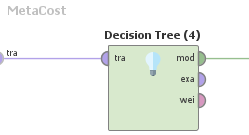 MetaCost
Decision Tree (4)
tra
tra
mod
exa
wei